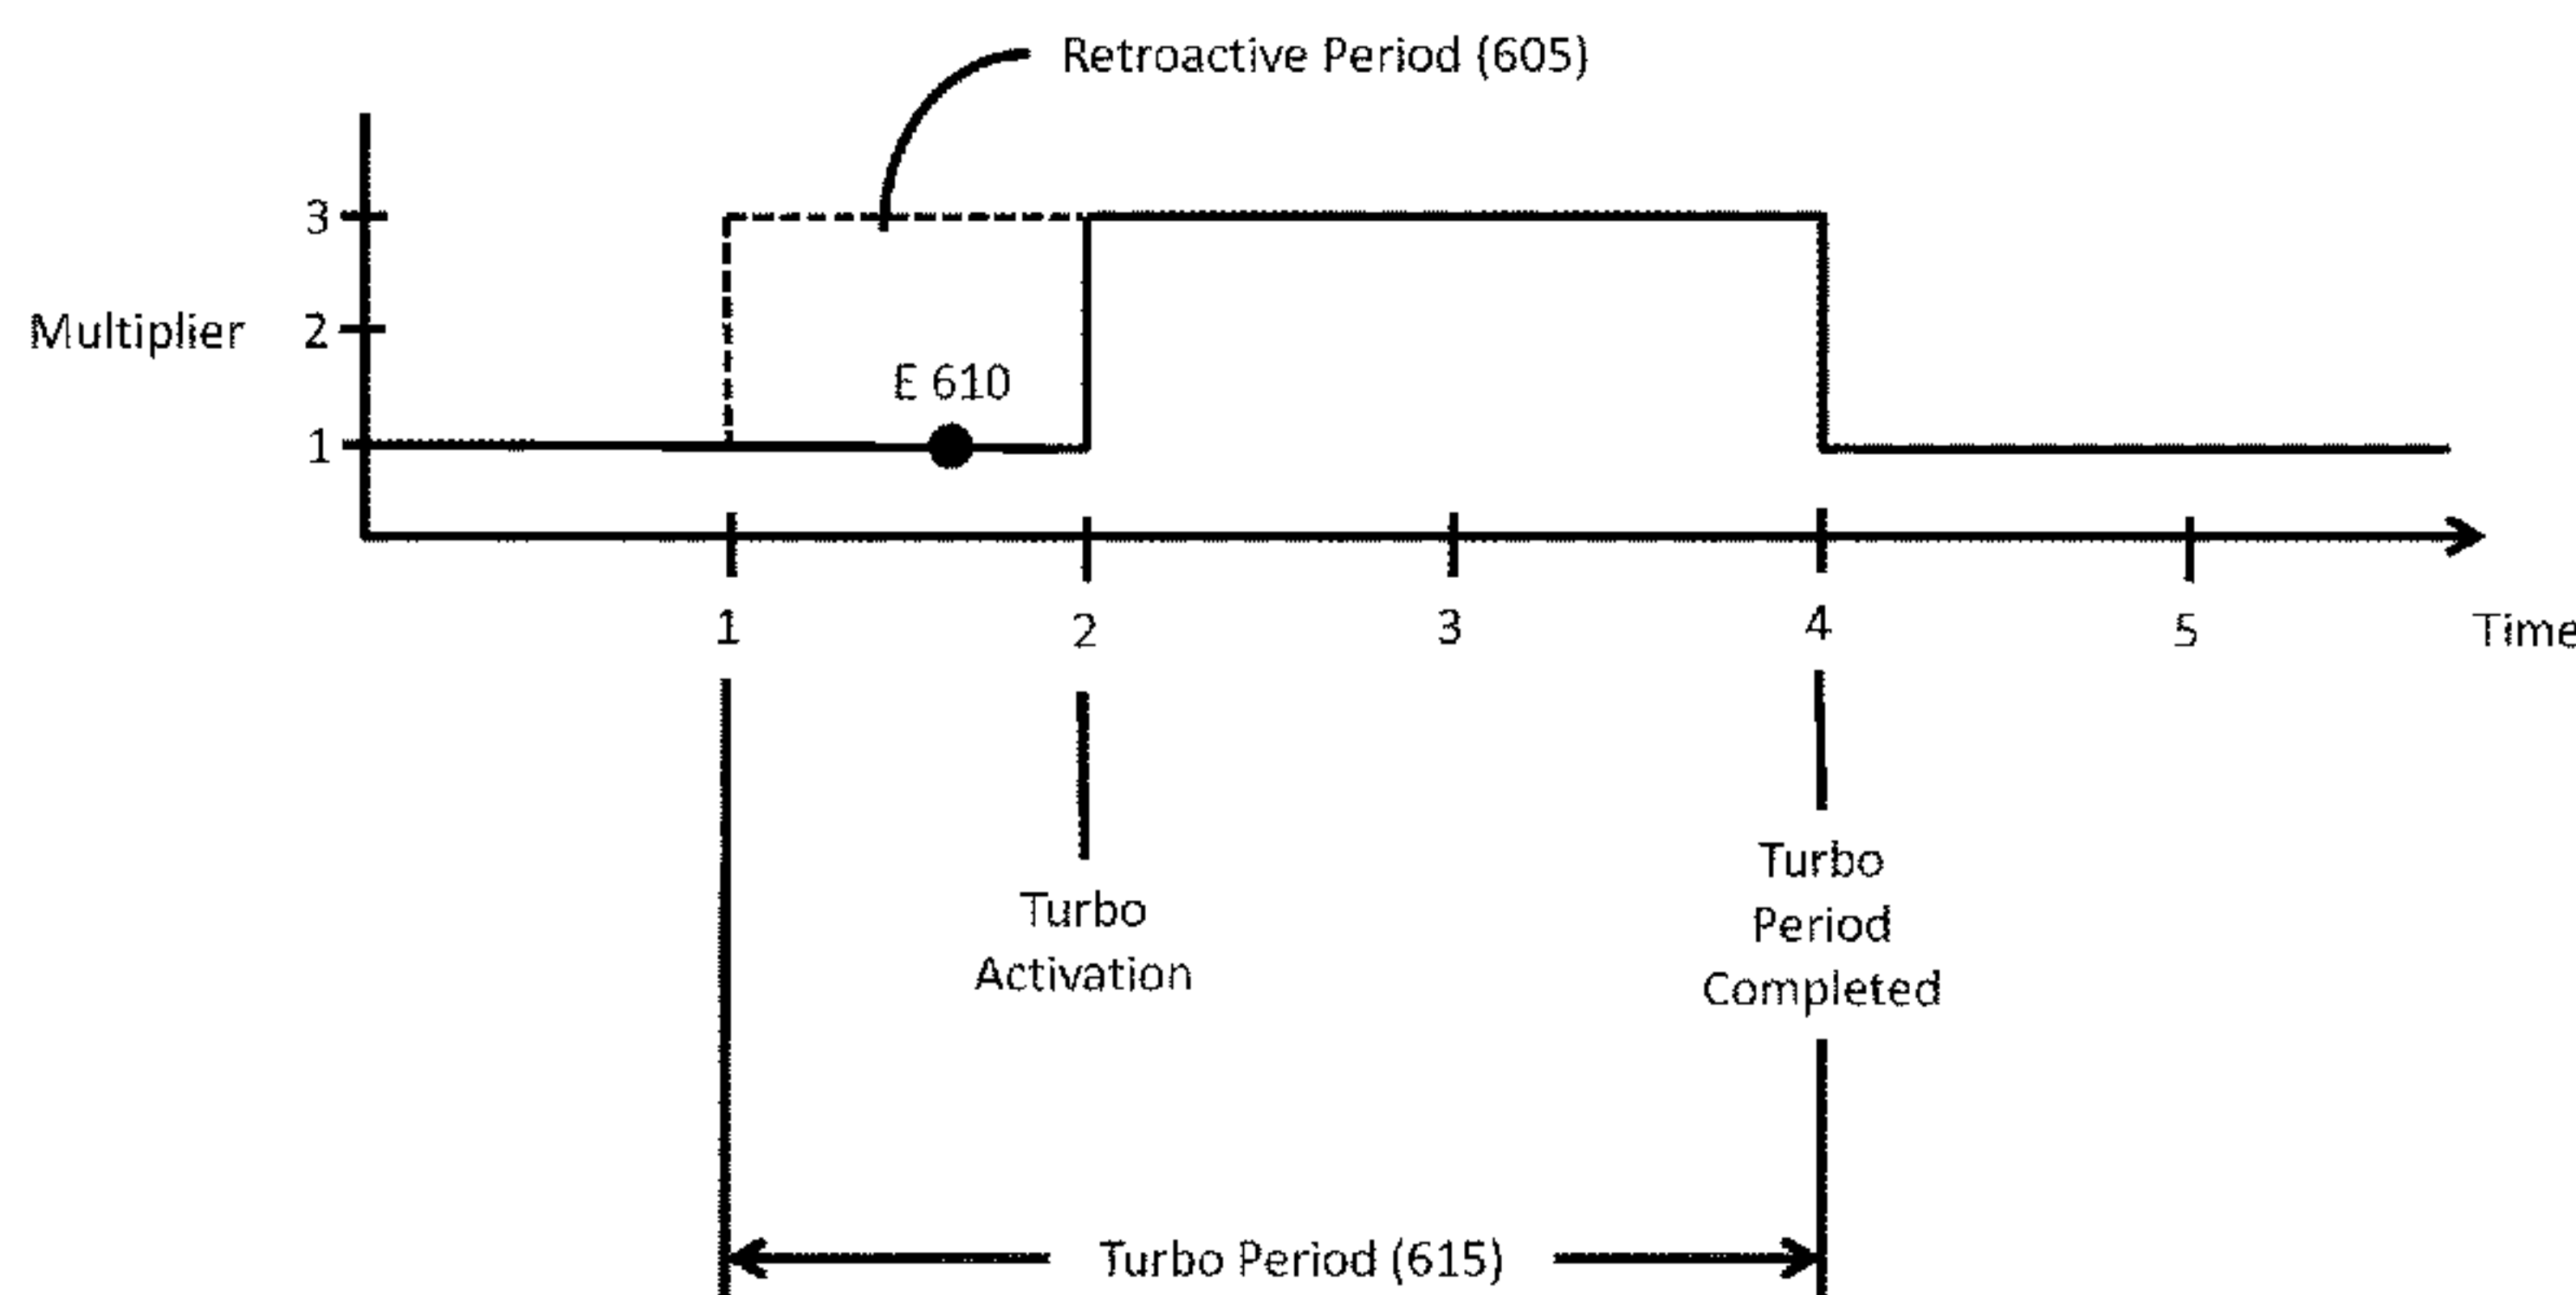 Retroactive Period (605)
3
Multiplier
2
E 610
1
1
2
3
4
5
Time
Turbo
Activation
Turbo
Period
Completed
Turbo Period (615)